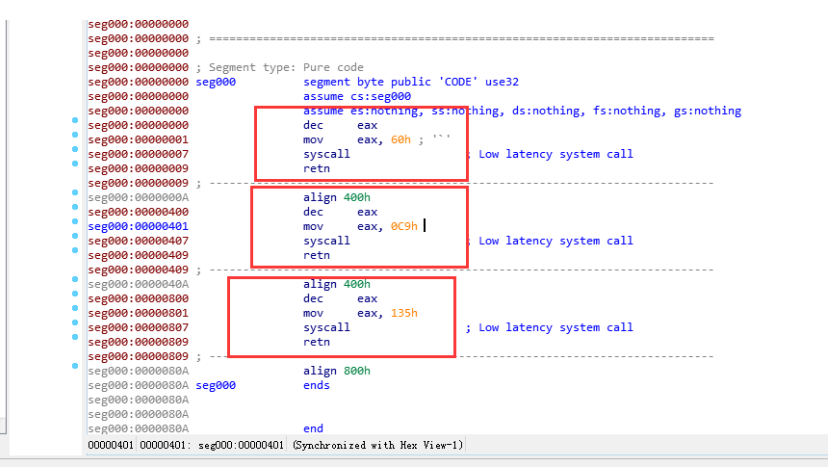 seg000:00000000
seg000:00000000 ; ===========================================================================
seg000:00000000
seg000:00000000 ; Segment type: Pure code
seg000:00000000 seg000 segment byte public 'CODE' use32
seg000:00000000 assume cs:seg000
seg000:00000000 assume es:nothing, ss:nothing, ds:nothing, fs:nothing, gs:nothing
seg000:00000000 dec eax
seg000:00000001 mov eax, 60h ; '`'
seg000:00000007 syscall ; Low latency system call
seg000:00000009 retn
seg000:00000009 ; ---------------------------------------------------------------------------
seg000:0000000A align 400h
seg000:00000400 dec eax
seg000:00000401 mov eax, 0C9h
seg000:00000407 syscall ; Low latency system call
seg000:00000409 retn
seg000:00000409 ; ---------------------------------------------------------------------------
seg000:0000040A align 400h
seg000:00000800 dec eax
seg000:00000801 mov eax, 135h
seg000:00000807 syscall ; Low latency system call
seg000:00000809 retn
seg000:00000809 ; ---------------------------------------------------------------------------
seg000:0000080A align 800h
seg000:0000080A seg000 ends
seg000:0000080A
seg000:0000080A
seg000:0000080A end
00000401 00000401: seg000:00000401 (Synchronized with Hex View-1)